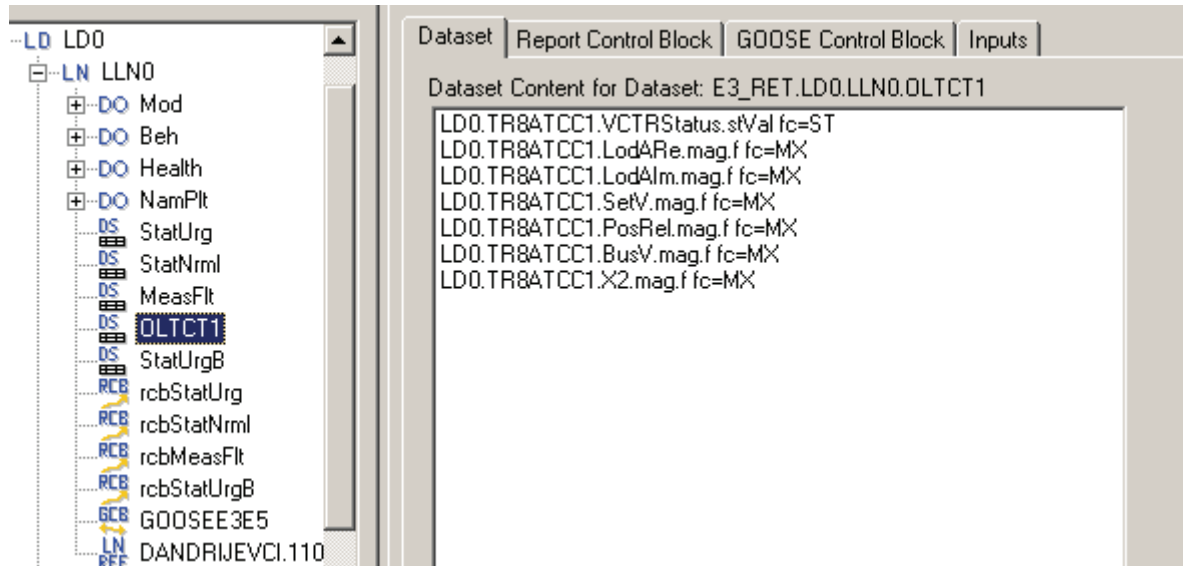 LD LD0
LN LLN0
DO Mod
DO Beh
DO Health
DO NamPlt
DS StatUrg
DS StatNrml
DS MeasFlt
DS OLTCT1
DS StatUrgB
RCB rcbStatUrg
RCB rcbStatNrml
RCB rcbMeasFlt
RCB rcbStatUrgB
GCB GOOSEE3E5
LN REF DANDRIJEVCI.110
Dataset Report Control Block GOOSE Control Block Inputs
Dataset Content for Dataset: E3_RET.LD0.LLN0.OLTCT1
LD0.TR8ATCC1.VCTRStatus.stVal fc=ST
LD0.TR8ATCC1.LodARe.mag.f fc=MX
LD0.TR8ATCC1.LodAIm.mag.f fc=MX
LD0.TR8ATCC1.SetV.mag.f fc=MX
LD0.TR8ATCC1.PosRel.mag.f fc=MX
LD0.TR8ATCC1.BusV.mag.f fc=MX
LD0.TR8ATCC1.X2.mag.f fc=MX